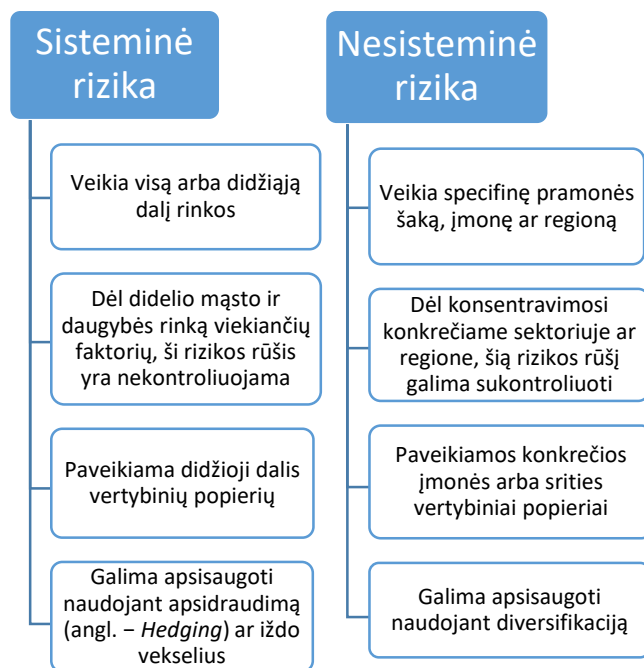 Sisteminė
rizika
Veikia visą arba didžiąją
dalį rinkos
Dėl didelio mąsto ir
daugybės rinką viekiančių
faktorių, ši rizikos rūšis
yra nekontroliuojama
Paveikiama didžioji dalis
vertybinių popierių
Galima apsisaugoti
naudojant apsidraudimą
(angl. – Hedging) ar iždo
vekselius
Nesisteminė
rizika
Veikia specifinę pramonės
šaką, įmonę ar regioną
Dėl konsentravimosi
konkrečiame sektoriuje ar
regione, šią rizikos rūšį
galima sukontroliuoti
Paveikiamos konkrečios
įmonės arba srities
vertybiniai popieriai
Galima apsisaugoti
naudojant diversifikaciją